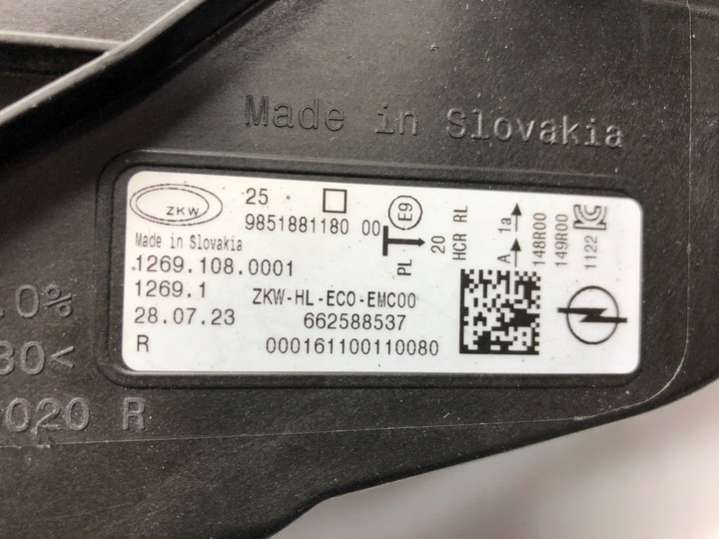 Made in Slovakia
ZKW
25
9851881180 00
E9
Made in Slovakia
1269.108.0001
1269.1 ZKW-HL-ECO-EMC00
28.07.23 662588537
R 000161100110080
PL
20
HCR RL
A 1a
148R00
149R00
1122
.0%
30<
020 R